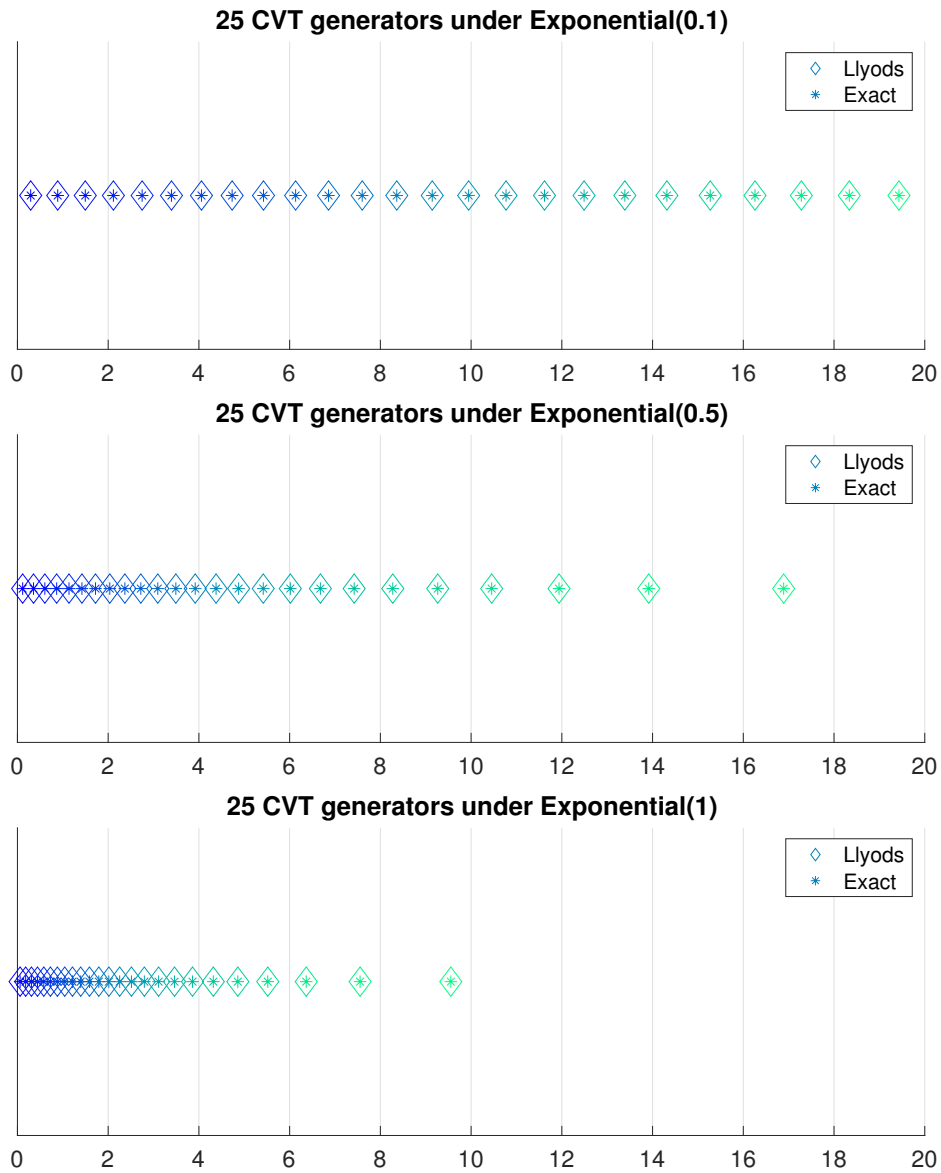 25 CVT generators under Exponential(0.1)
Llyods
Exact
0 2 4 6 8 10 12 14 16 18 20
25 CVT generators under Exponential(0.5)
Llyods
Exact
0 2 4 6 8 10 12 14 16 18 20
25 CVT generators under Exponential(1)
Llyods
Exact
0 2 4 6 8 10 12 14 16 18 20